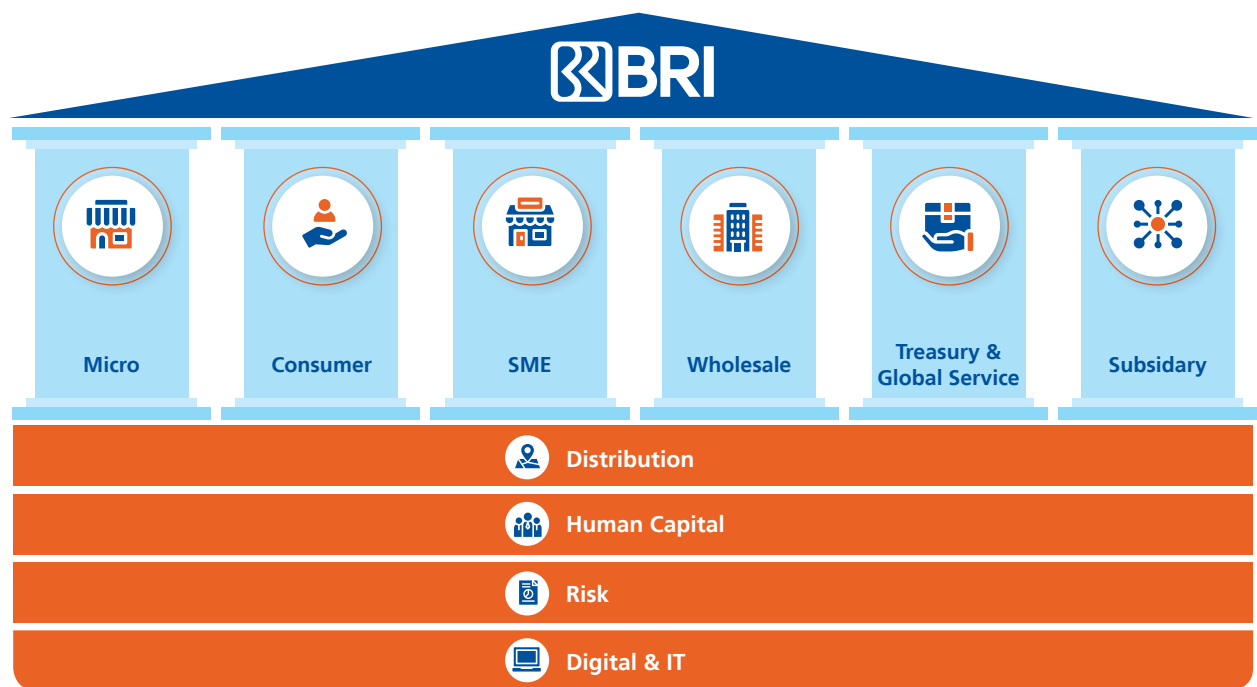 BRI
Micro
Consumer
SME
Wholesale
Treasury &
Global Service
Subsidary
Distribution
Human Capital
Risk
Digital & IT